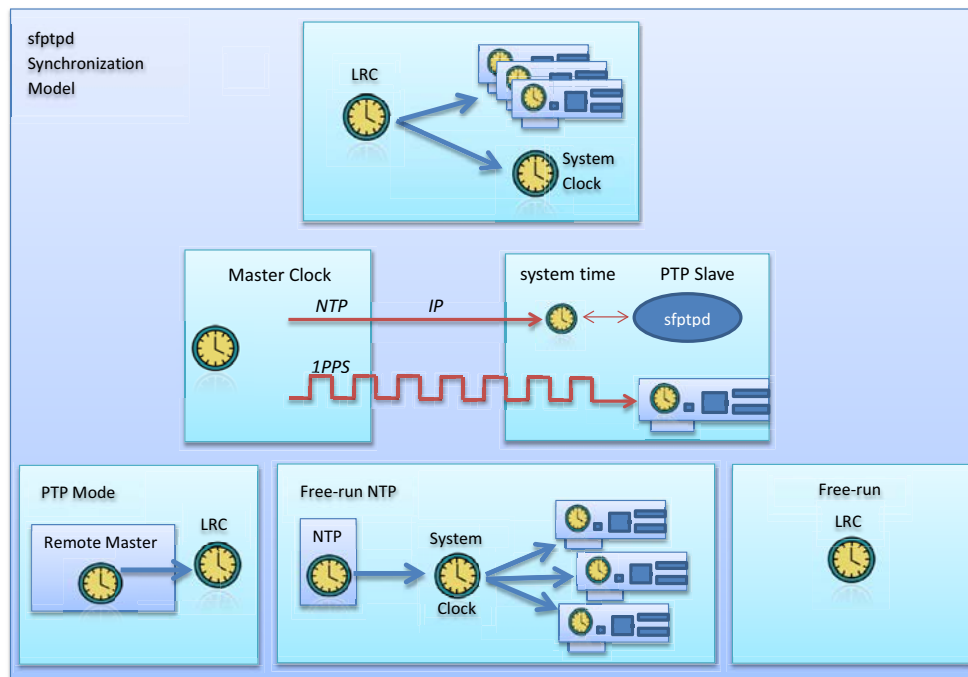 sfptpd
Synchronization
Model
LRC
System
Clock
Master Clock
NTP
IP
1PPS
system time
PTP Slave
sfptpd
PTP Mode
Remote Master
LRC
Free-run NTP
NTP
System
Clock
Free-run
LRC